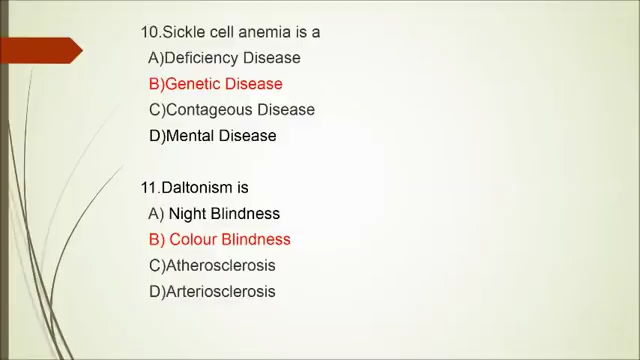 10.Sickle cell anemia is a
A)Deficiency Disease
B)Genetic Disease
C)Contageous Disease
D)Mental Disease
11.Daltonism is
A) Night Blindness
B) Colour Blindness
C)Atherosclerosis
D)Arteriosclerosis